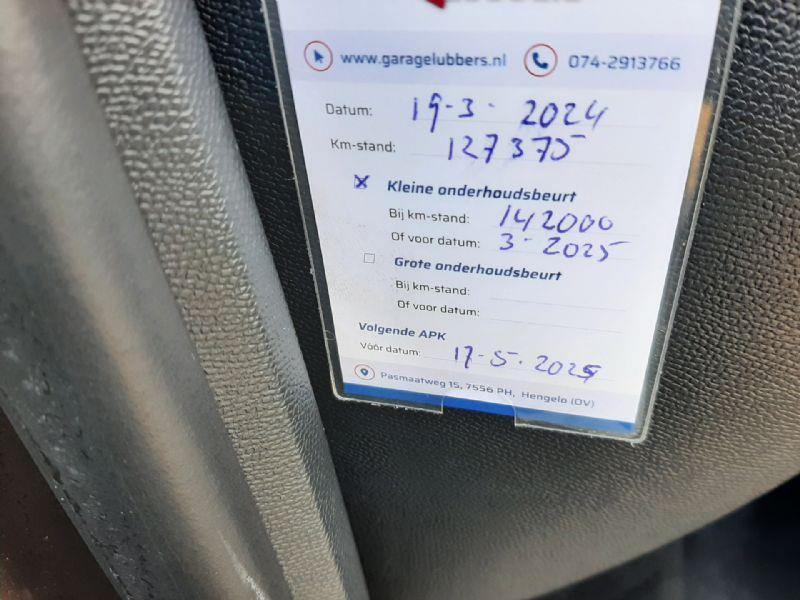 www.garagelubbers.nl 074-2913766
Datum: 19-3-2024
Km-stand: 127375
x Kleine onderhoudsbeurt
Bij km-stand: 142000
Of voor datum: 3-2025
Grote onderhoudsbeurt
Bij km-stand:
Of voor datum:
Volgende APK
Vóór datum: 17-5-2025
Pasmaatweg 15, 7556 PH, Hengelo (OV)